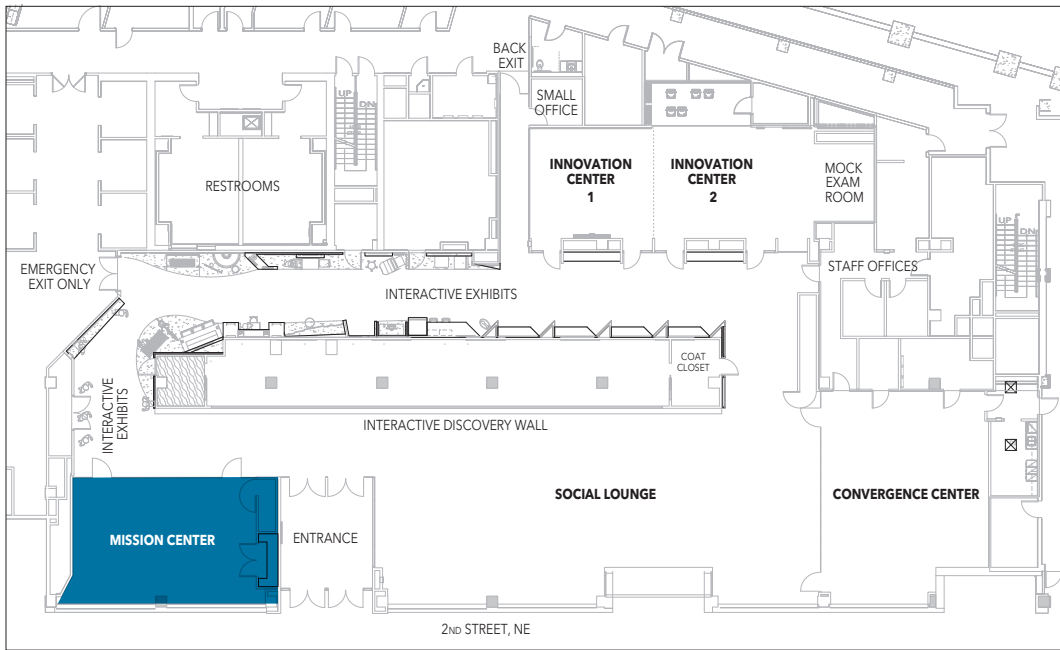 BACK
EXIT
SMALL
OFFICE
UP
DN
RESTROOMS
INNOVATION
CENTER
1
INNOVATION
CENTER
2
MOCK
EXAM
ROOM
UP
DN
EMERGENCY
EXIT ONLY
STAFF OFFICES
INTERACTIVE EXHIBITS
COAT
CLOSET
INTERACTIVE
EXHIBITS
INTERACTIVE DISCOVERY WALL
SOCIAL LOUNGE
CONVERGENCE CENTER
MISSION CENTER
ENTRANCE
2ND STREET, NE